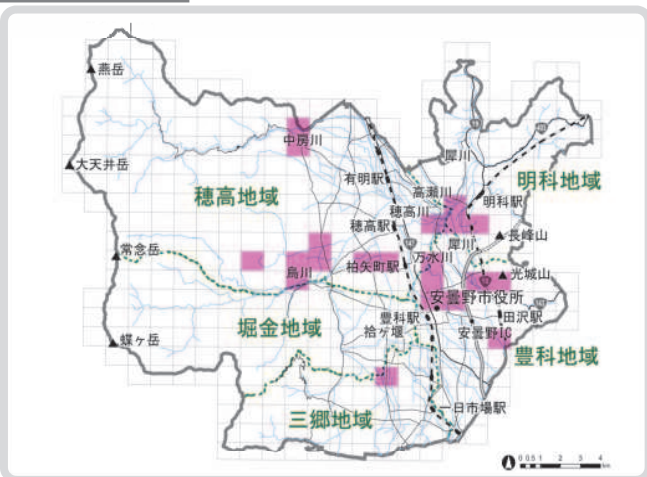 燕岳
中房川
犀川
大天井岳
有明駅
高瀬川
明科駅
明科地域
穂高地域
穂高川
穂高駅
犀川
長峰山
常念岳
万水川
烏川
柏矢町駅
光城山
安曇野市役所
豊科駅
田沢駅
堀金地域
拾ケ堰
安曇野IC
蝶ヶ岳
豊科地域
三郷地域
一日市場駅
0 0.5 1 2 3 4
km